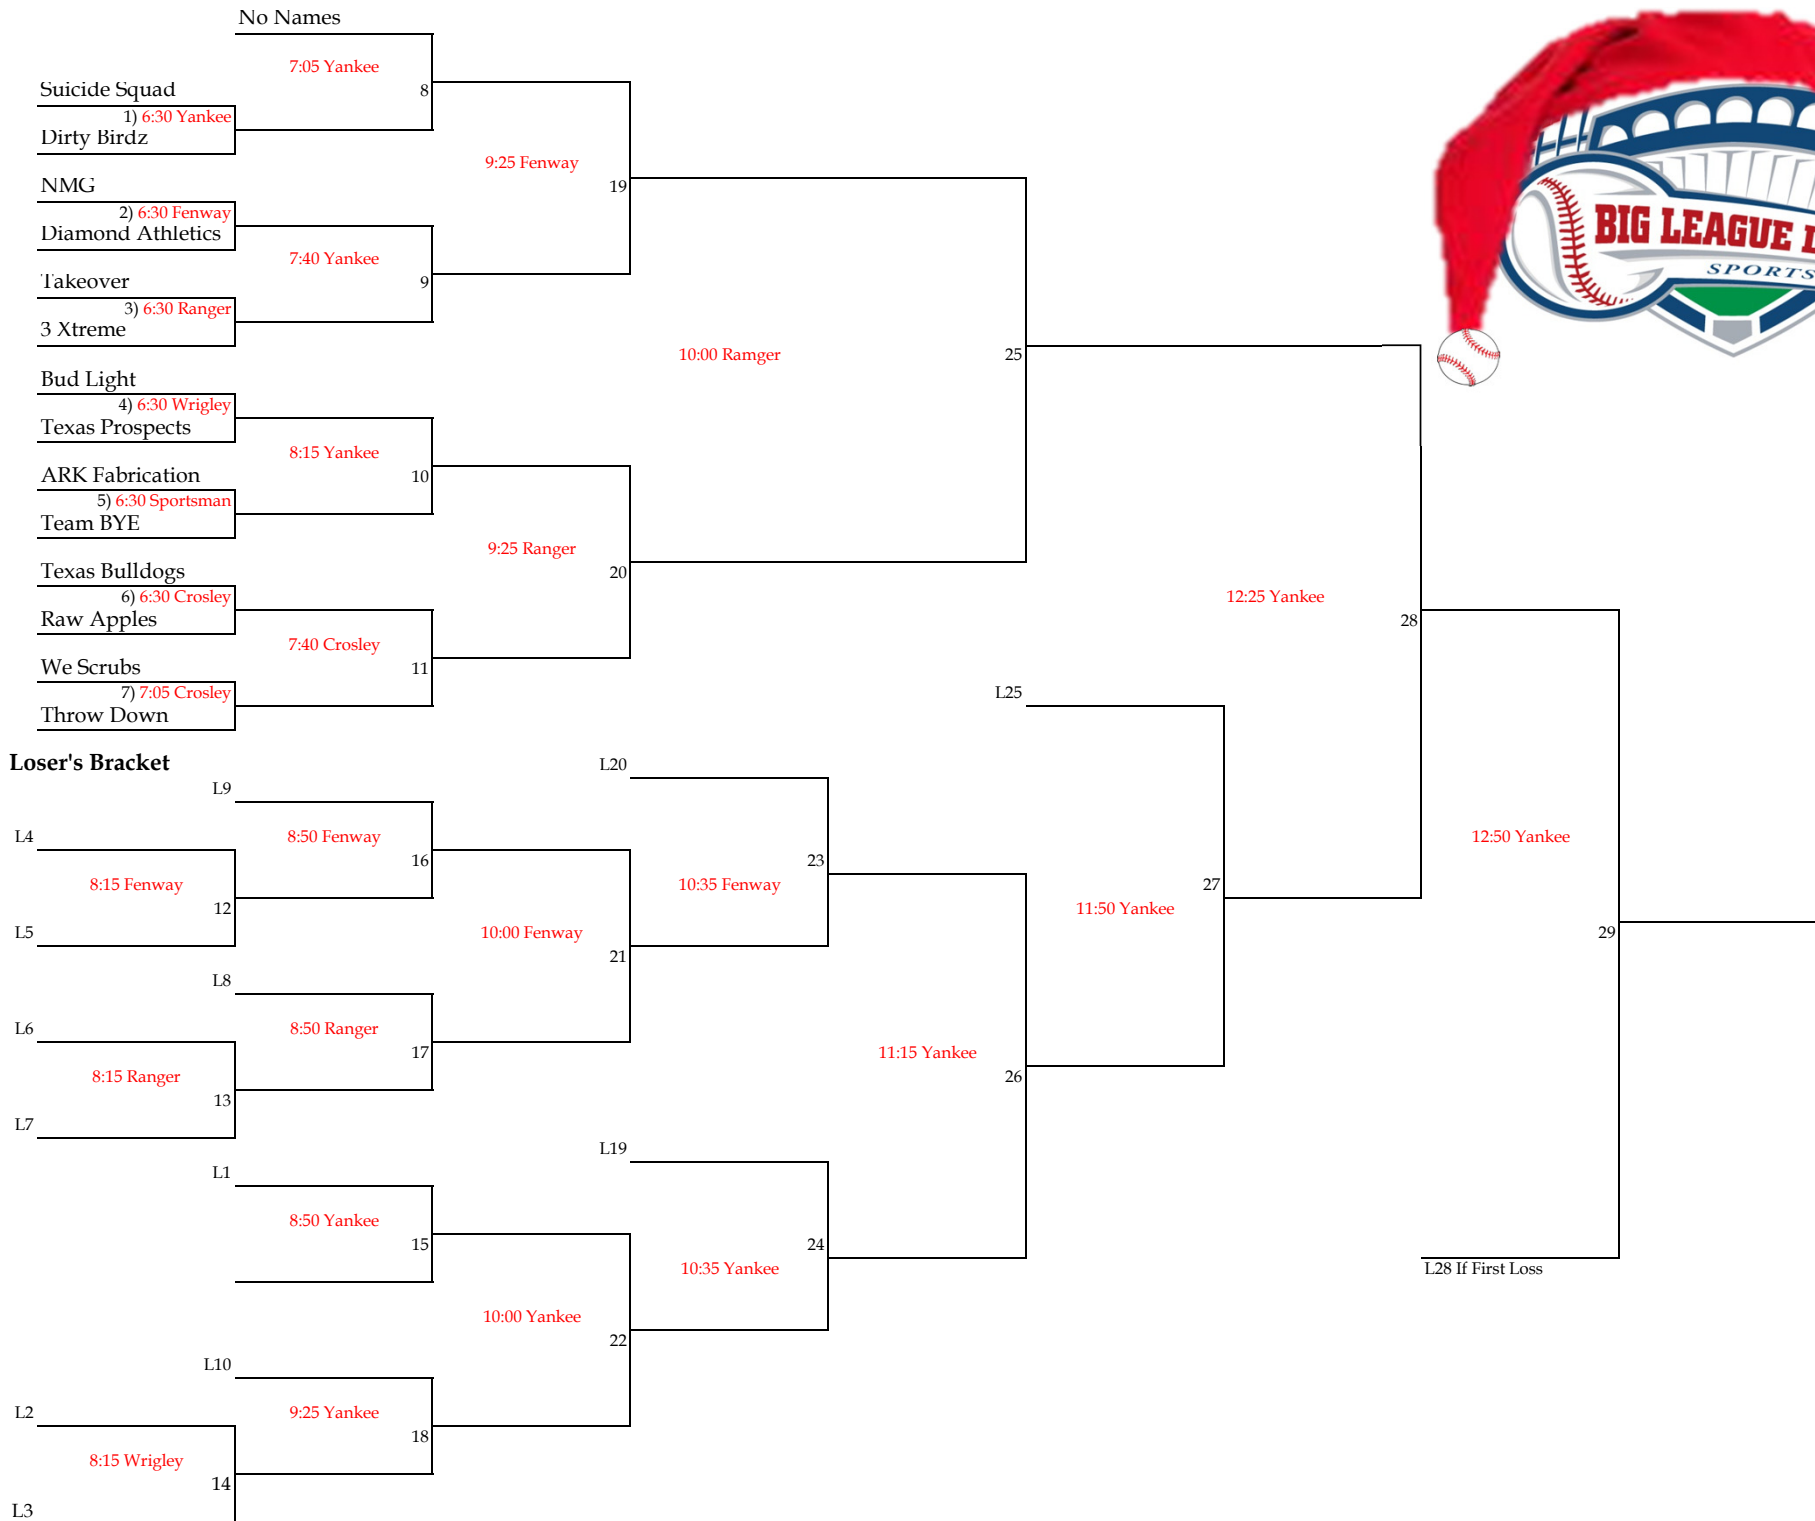 No Names
7:05 Yankee
8
Suicide Squad
1) 6:30 Yankee
Dirty Birdz
9:25 Fenway
19
NMG
2) 6:30 Fenway
Diamond Athletics
7:40 Yankee
9
Takeover
3) 6:30 Ranger
3 Xtreme
10:00 Ramger
25
Bud Light
4) 6:30 Wrigley
Texas Prospects
8:15 Yankee
10
ARK Fabrication
5) 6:30 Sportsman
Team BYE
9:25 Ranger
20
Texas Bulldogs
6) 6:30 Crosley
Raw Apples
12:25 Yankee
28
7:40 Crosley
11
We Scrubs
7) 7:05 Crosley
Throw Down
L25
Loser's Bracket
L20
L9
L4
8:50 Fenway
16
23
12:50 Yankee
8:15 Fenway
12
10:35 Fenway
27
11:50 Yankee
L5
10:00 Fenway
21
29
L8
L6
8:50 Ranger
17
11:15 Yankee
26
8:15 Ranger
13
L7
L19
L1
8:50 Yankee
15
24
10:35 Yankee
L28 If First Loss
10:00 Yankee
22
L10
L2
9:25 Yankee
18
8:15 Wrigley
14
L3
BIG LEAGUE
SPORTS